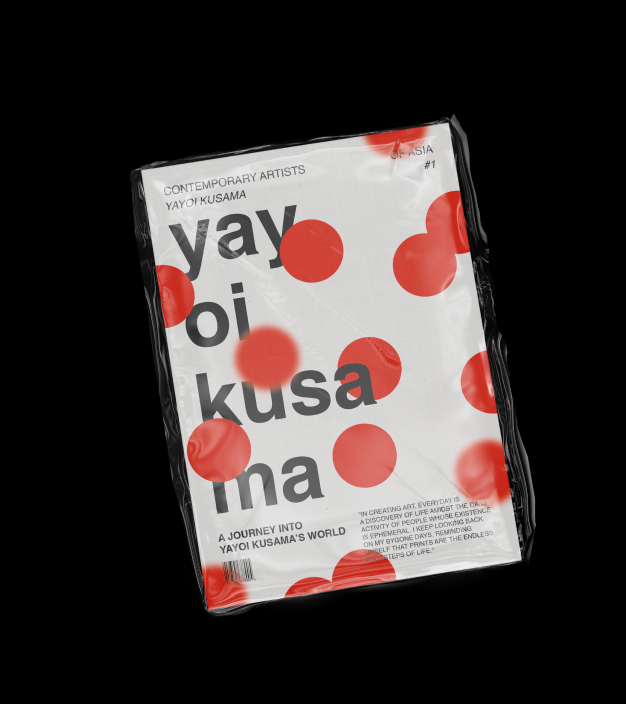 CONTEMPORARY ARTISTS
YAYOI KUSAMA
OF ASIA
#1
yay
oi
kusa
ma
A JOURNEY INTO
YAYOI KUSAMA'S WORLD
"IN CREATING ART, EVERYDAY IS
A DISCOVERY OF LIFE AMIDST THE DAILY
ACTIVITY OF PEOPLE WHOSE EXISTENCE
IS EPHEMERAL. I KEEP LOOKING BACK
ON MY BYGONE DAYS, REMINDING
MYSELF THAT PRINTS ARE THE ENDLESS
FOOTSTEPS OF LIFE."